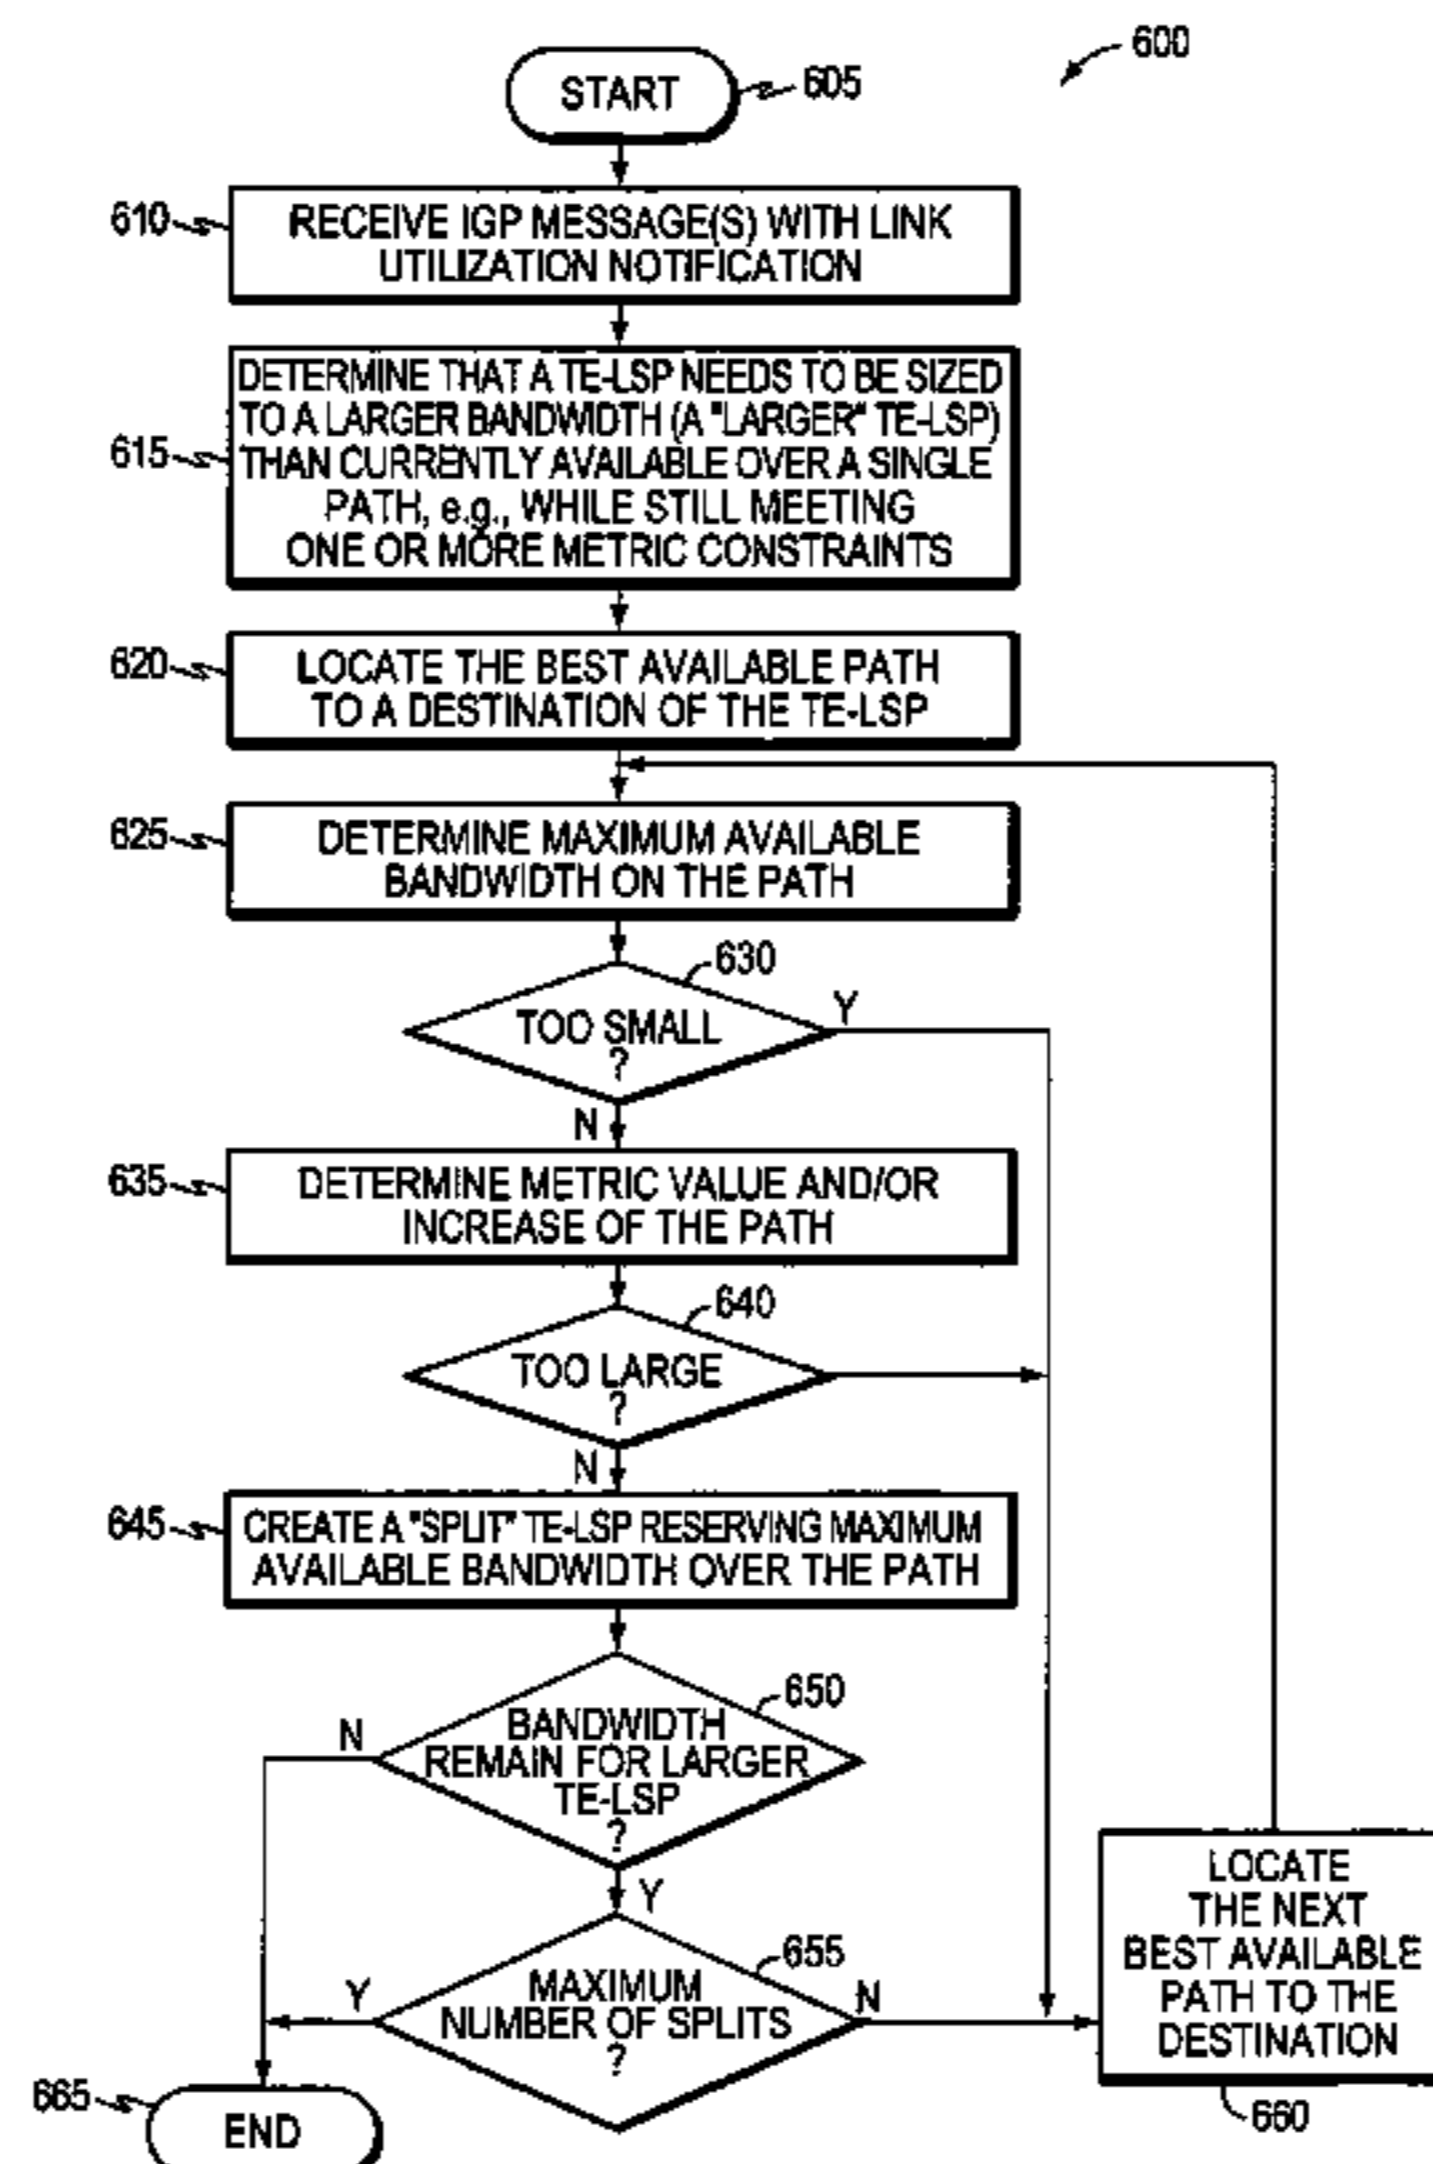 600
START
605
610
RECEIVE IGP MESSAGE(S) WITH LINK
UTILIZATION NOTIFICATION
615
DETERMINE THAT A TE-LSP NEEDS TO BE SIZED
TO A LARGER BANDWIDTH (A "LARGER" TE-LSP)
THAN CURRENTLY AVAILABLE OVER A SINGLE
PATH, e.g., WHILE STILL MEETING
ONE OR MORE METRIC CONSTRAINTS
620
LOCATE THE BEST AVAILABLE PATH
TO A DESTINATION OF THE TE-LSP
625
DETERMINE MAXIMUM AVAILABLE
BANDWIDTH ON THE PATH
630
TOO SMALL
?
Y
N
635
DETERMINE METRIC VALUE AND/OR
INCREASE OF THE PATH
640
TOO LARGE
?
N
645
CREATE A "SPLIT" TE-LSP RESERVING MAXIMUM
AVAILABLE BANDWIDTH OVER THE PATH
650
N
BANDWIDTH
REMAIN FOR LARGER
TE-LSP
?
Y
655
Y
MAXIMUM
NUMBER OF SPLITS
?
N
LOCATE
THE NEXT
BEST AVAILABLE
PATH TO THE
DESTINATION
660
665
END